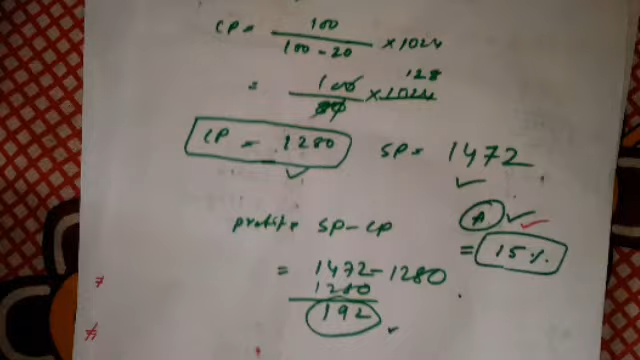 CP = 100 / 100 - 20 × 1024
= 100 / 80 × 1024 128
CP = 1280 SP = 1472
A
profit = SP - CP
= 15%
= 1472 - 1280
1280
192